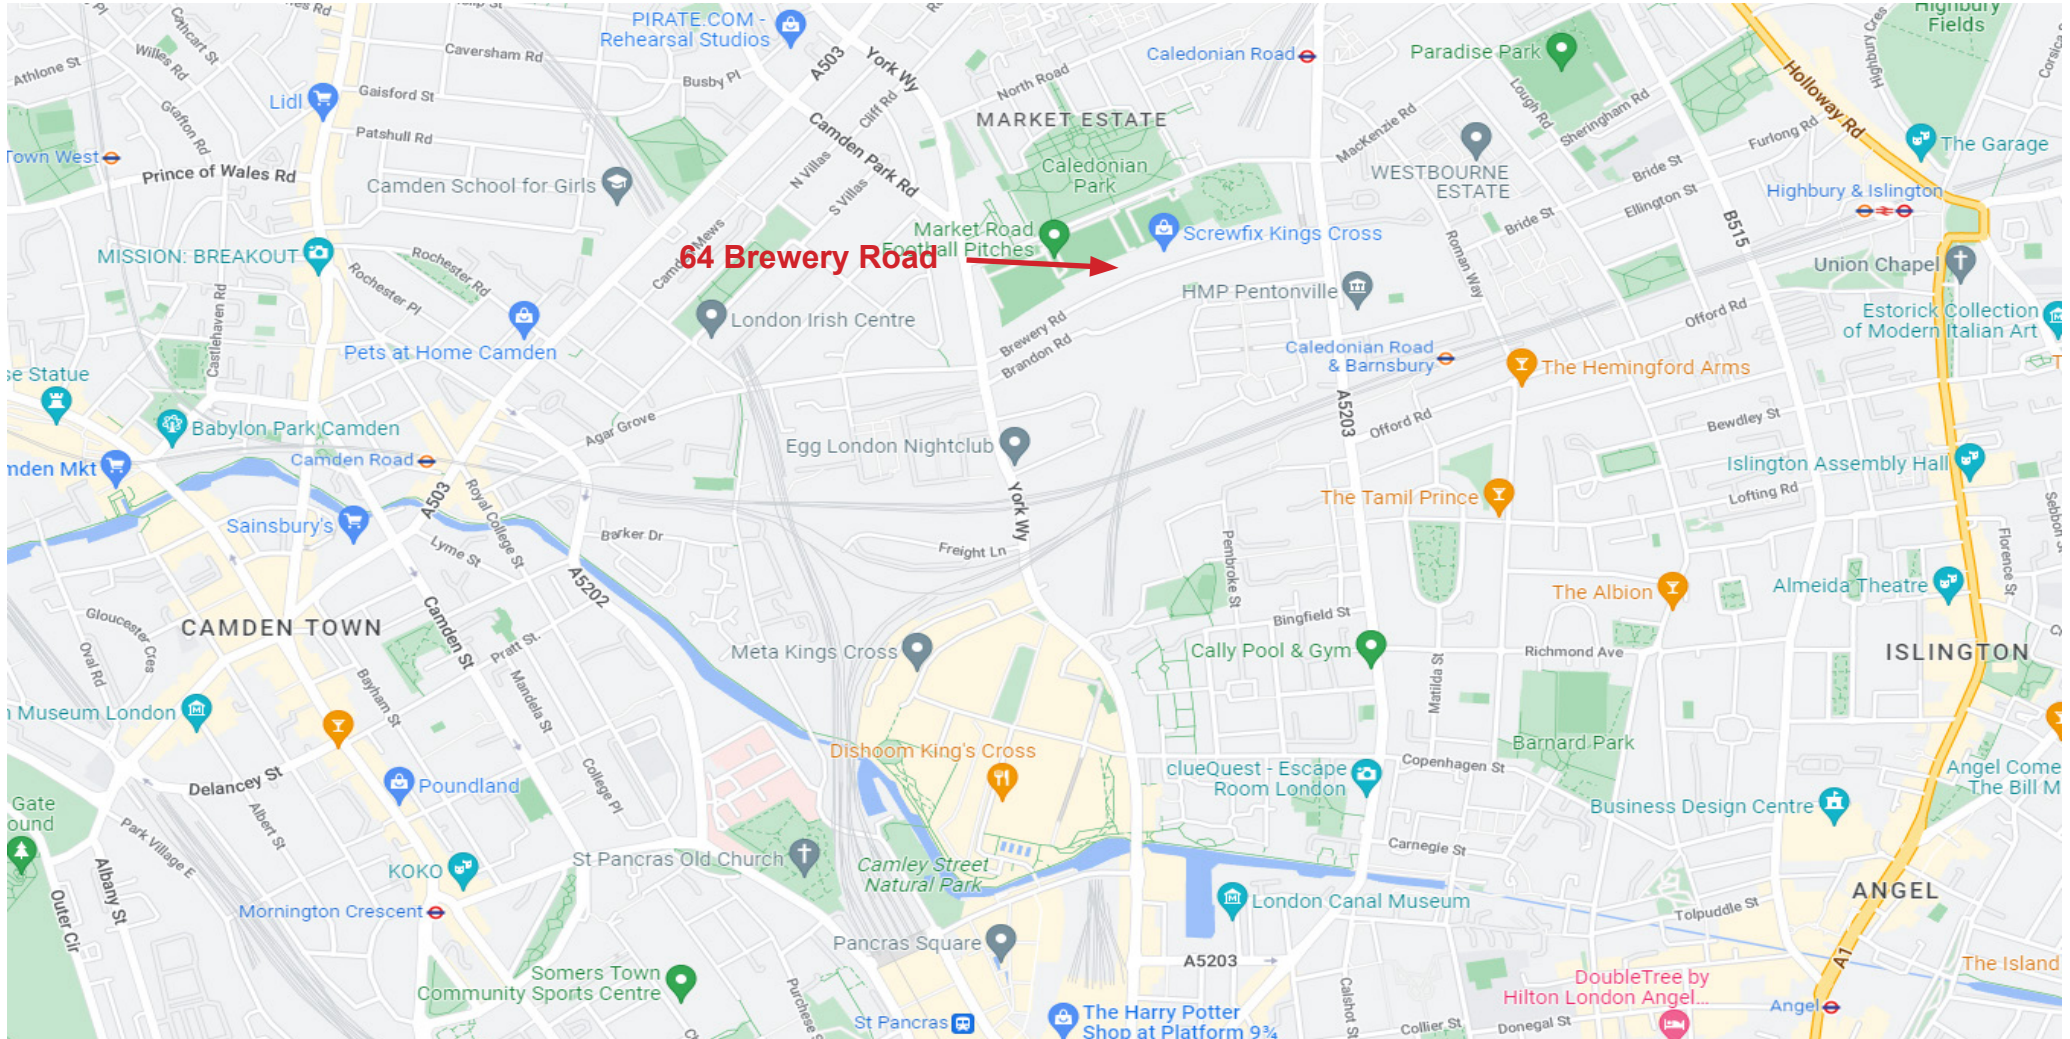 PIRATE.COM -
Rehearsal Studios
Highbury
Fields
Cathcart St
Willes Rd
Athlone St
Caversham Rd
Busby Pl
A503
York Wy
Caledonian Road
Paradise Park
Highbury Cres
Holloway Rd
Lidl
Gaisford St
Grafton Rd
Patshull Rd
Cliff Rd
North Road
MARKET ESTATE
Lough Rd
Sheringham Rd
MacKenzie Rd
Furlong Rd
The Garage
Town West
Prince of Wales Rd
Camden School for Girls
N Villas
S Villas
Camden Park Rd
Caledonian
Park
WESTBOURNE
ESTATE
Bride St
Ellington St
Highbury & Islington
Bride St
B515
MISSION: BREAKOUT
Rochester Rd
Rochester Pl
Camden Mews
Market Road
Football Pitches
64 Brewery Road
Screwfix Kings Cross
Roman Way
Union Chapel
Castlehaven Rd
London Irish Centre
HMP Pentonville
Offord Rd
Estorick Collection
of Modern Italian Art
Pets at Home Camden
Brewery Rd
Brandon Rd
Caledonian Road
& Barnsbury
The Hemingford Arms
se Statue
Babylon Park Camden
Agar Grove
A5203
Offord Rd
Bewdley St
mden Mkt
Camden Road
Egg London Nightclub
Islington Assembly Hall
A503
Royal College St
York Wy
The Tamil Prince
Lofting Rd
Sainsbury's
Lyme St
Barker Dr
Freight Ln
Pembroke St
Florence St
A5202
The Albion
Almeida Theatre
Gloucester Cres
Oval Rd
CAMDEN TOWN
Camden St
Pratt St
Bingfield St
Meta Kings Cross
Cally Pool & Gym
Richmond Ave
ISLINGTON
Bayham St
Mandela St
Matilda St
n Museum London
Barnard Park
Delancey St
Dishoom King's Cross
clueQuest - Escape
Room London
Copenhagen St
Angel Come
The Bill M
Poundland
College Pl
Business Design Centre
Gate
ound
Park Village E
Albert St
Albany St
KOKO
St Pancras Old Church
Camley Street
Natural Park
Carnegie St
Outer Cir
Mornington Crescent
London Canal Museum
ANGEL
Tolpuddle St
Pancras Square
A5203
A1
Somers Town
Community Sports Centre
Purchese S
Calshot St
DoubleTree by
Hilton London Angel...
The Island
St Pancras
The Harry Potter
Shop at Platform 9¾
Collier St
Donegal St
Angel